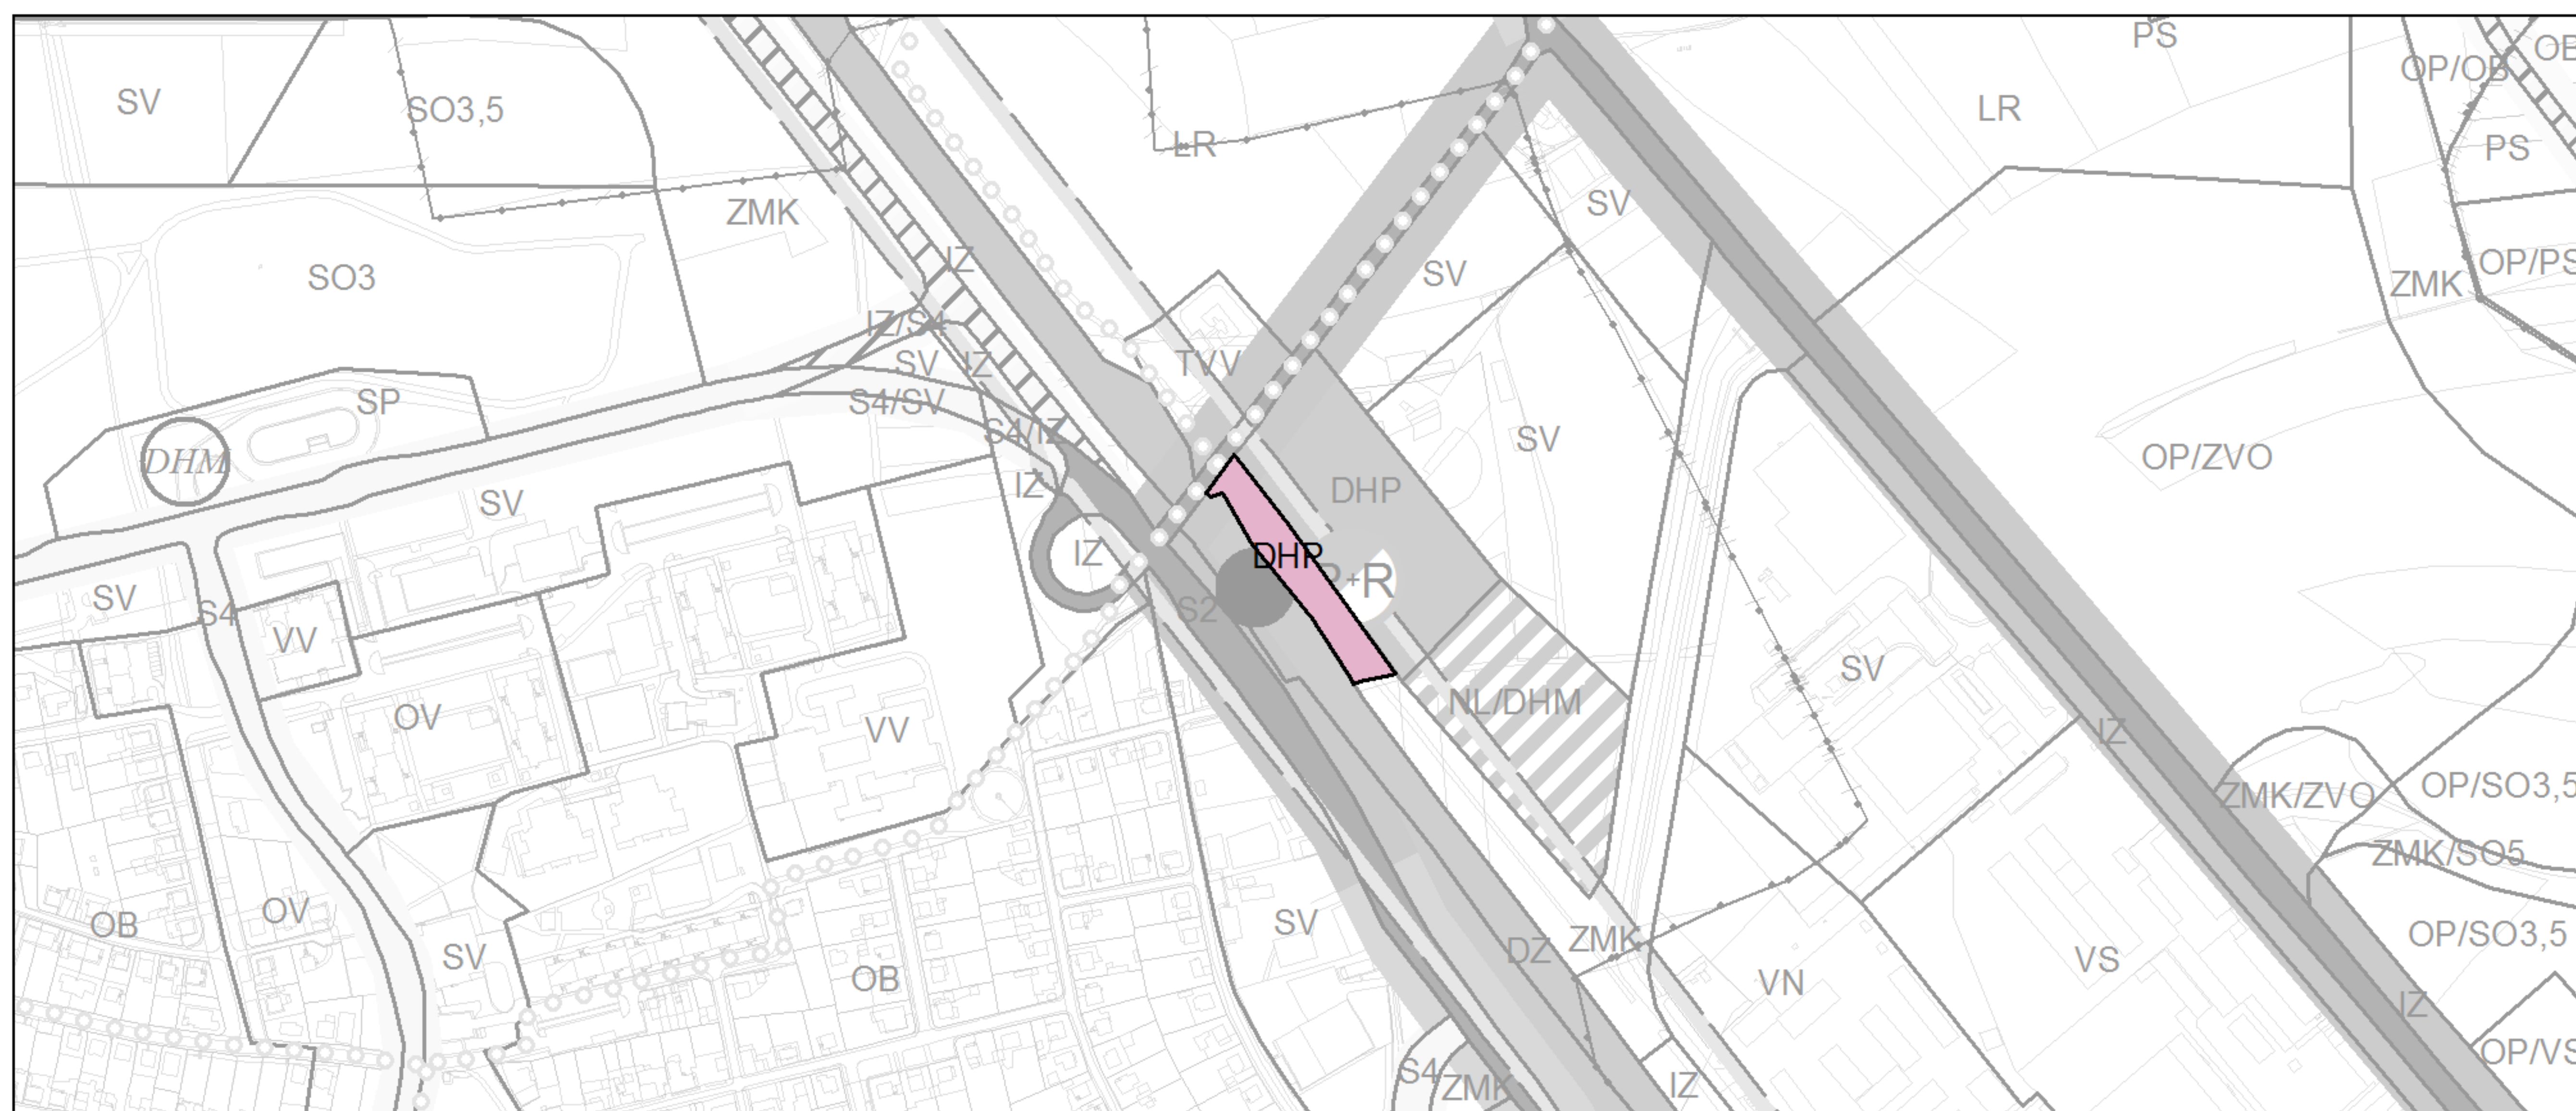 PS
OP/OB
OB
SV
SO3,5
LR
LR
PS
ZMK
SV
SO3
IZ
SV
ZMK
OP/PS
IZ/S4
SV
IZ
TVV
SP
S4/SV
S4/IZ
SV
DHM
SV
IZ
DHP
OP/ZVO
IZ
DHP
P+R
SV
S4
S2
VV
SV
NL/DHM
OV
VV
IZ
ZMK/ZVO
OP/SO3,5
ZMK/SO5
OB
OV
SV
OP/SO3,5
SV
DZ
ZMK
VS
OB
VN
IZ
OP/VS
S4
ZMK
IZ